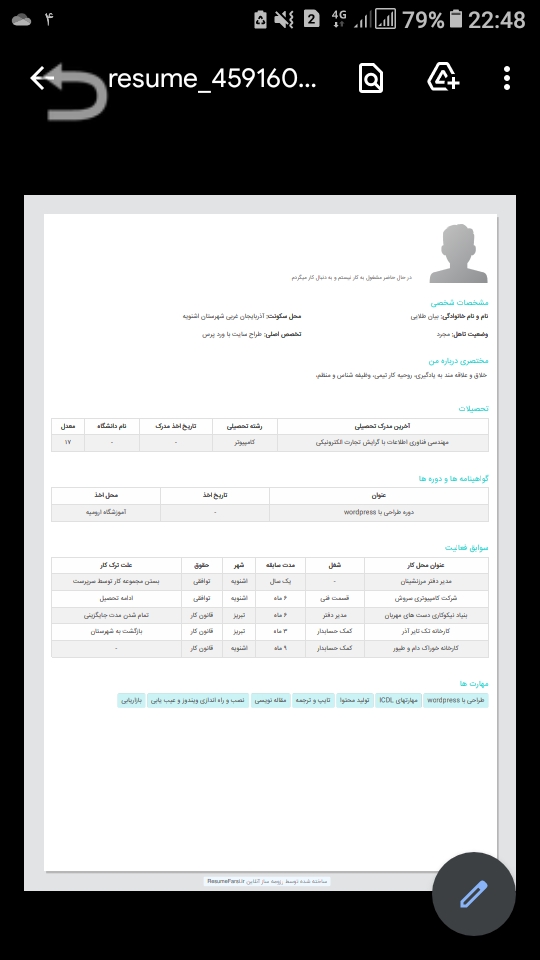 ۴
2
4G
79%
22:48
resume_459160...
در حال حاضر مشغول به کار نیستم و به دنبال کار میگردم
مشخصات شخصی
نام و نام خانوادگی: بیان طلایی
محل سکونت: آذربایجان غربی شهرستان اشنویه
وضعیت تاهل: مجرد
تخصص اصلی: طراح سایت با ورد پرس
مختصری درباره من
خلاق و علاقه مند به یادگیری، روحیه کار تیمی، وظیفه شناس و منظم.
تحصیلات
آخرین مدرک تحصیلی رشته تحصیلی تاریخ اخذ مدرک نام دانشگاه معدل
مهندسی فناوری اطلاعات با گرایش تجارت الکترونیکی کامپیوتر - - ۱۷
گواهینامه ها و دوره ها
عنوان تاریخ اخذ محل اخذ
دوره طراحی با wordpress - آموزشگاه ارومیه
سوابق فعالیت
عنوان محل کار شغل مدت سابقه شهر حقوق علت ترک کار
مدیر دفتر مرزنشینان - یک سال اشنویه توافقی بستن مجموعه کار توسط سرپرست
شرکت کامپیوتری سروش قسمت فنی ۶ ماه اشنویه توافقی ادامه تحصیل
بنیاد نیکوکاری دست های مهربان مدیر دفتر ۶ ماه تبریز قانون کار تمام شدن مدت جایگزینی
کارخانه تک تایر آذر کمک حسابدار ۳ ماه تبریز قانون کار بازگشت به شهرستان
کارخانه خوراک دام و طیور کمک حسابدار ۹ ماه اشنویه قانون کار -
مهارت ها
طراحی با wordpress مهارتهای ICDL تولید محتوا تایپ و ترجمه مقاله نویسی نصب و راه اندازی ویندوز و عیب یابی بازاریابی
ساخته شده توسط رزومه ساز آنلاین ResumeFarsi.ir